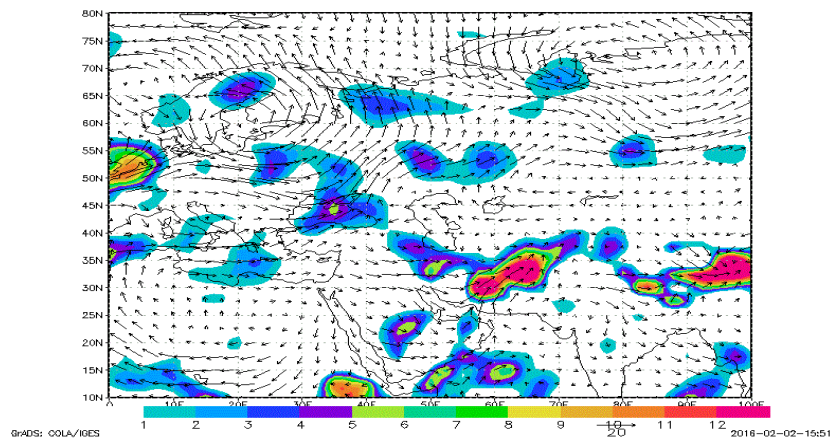 80N
75N
70N
65N
60N
55N
50N
45N
40N
35N
30N
25N
20N
15N
10N
0 10E 20E 30E 40E 50E 60E 70E 80E 90E 100E
1 2 3 4 5 6 7 8 9 10 11 12
20
GrADS: COLA/IGES 2016-02-02-15:51